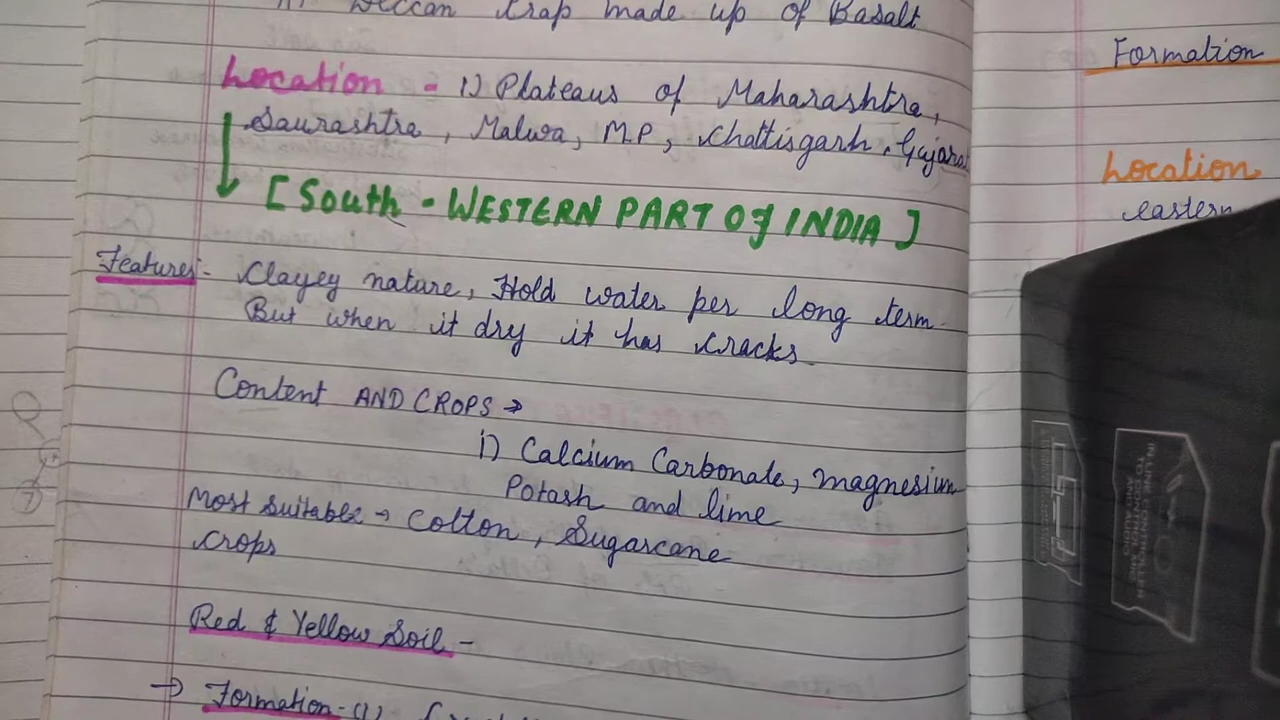 Deccan Trap made up of Basalt
Location - i) Plateaus of Maharashtra,
Saurashtra, Malwa, M.P, Chattisgarh, Gujarat
[South - WESTERN PART OF INDIA]
Features - Clayey nature, Hold water per long term.
But when it dry it has cracks.
Content AND CROPS →
i) Calcium Carbonate, magnesium
Potash and lime
Most suitable → Cotton, Sugarcane
crops
Red & Yellow Soil -
→ Formation - (1)
Formation
Location
eastern